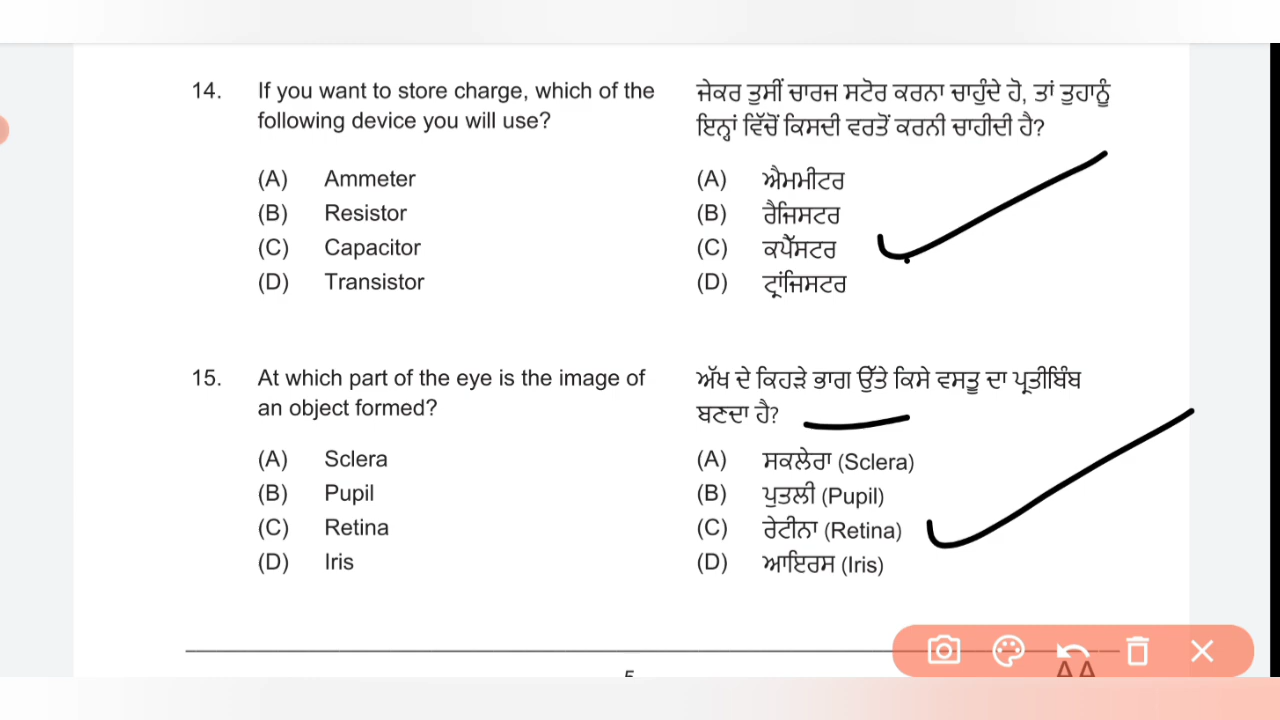 14. If you want to store charge, which of the
following device you will use?
(A) Ammeter
(B) Resistor
(C) Capacitor
(D) Transistor
ਜੇਕਰ ਤੁਸੀਂ ਚਾਰਜ ਸਟੋਰ ਕਰਨਾ ਚਾਹੁੰਦੇ ਹੋ, ਤਾਂ ਤੁਹਾਨੂੰ
ਇਨ੍ਹਾਂ ਵਿੱਚੋਂ ਕਿਸਦੀ ਵਰਤੋਂ ਕਰਨੀ ਚਾਹੀਦੀ ਹੈ?
(A) ਐਮਮੀਟਰ
(B) ਰੈਜਿਸਟਰ
(C) ਕਪੈੱਸਟਰ
(D) ਟ੍ਰਾਂਜਿਸਟਰ
15. At which part of the eye is the image of
an object formed?
(A) Sclera
(B) Pupil
(C) Retina
(D) Iris
ਅੱਖ ਦੇ ਕਿਹੜੇ ਭਾਗ ਉੱਤੇ ਕਿਸੇ ਵਸਤੂ ਦਾ ਪ੍ਰਤੀਬਿੰਬ
ਬਣਦਾ ਹੈ?
(A) ਸਕਲੇਰਾ (Sclera)
(B) ਪੁਤਲੀ (Pupil)
(C) ਰੇਟੀਨਾ (Retina)
(D) ਆਇਰਸ (Iris)